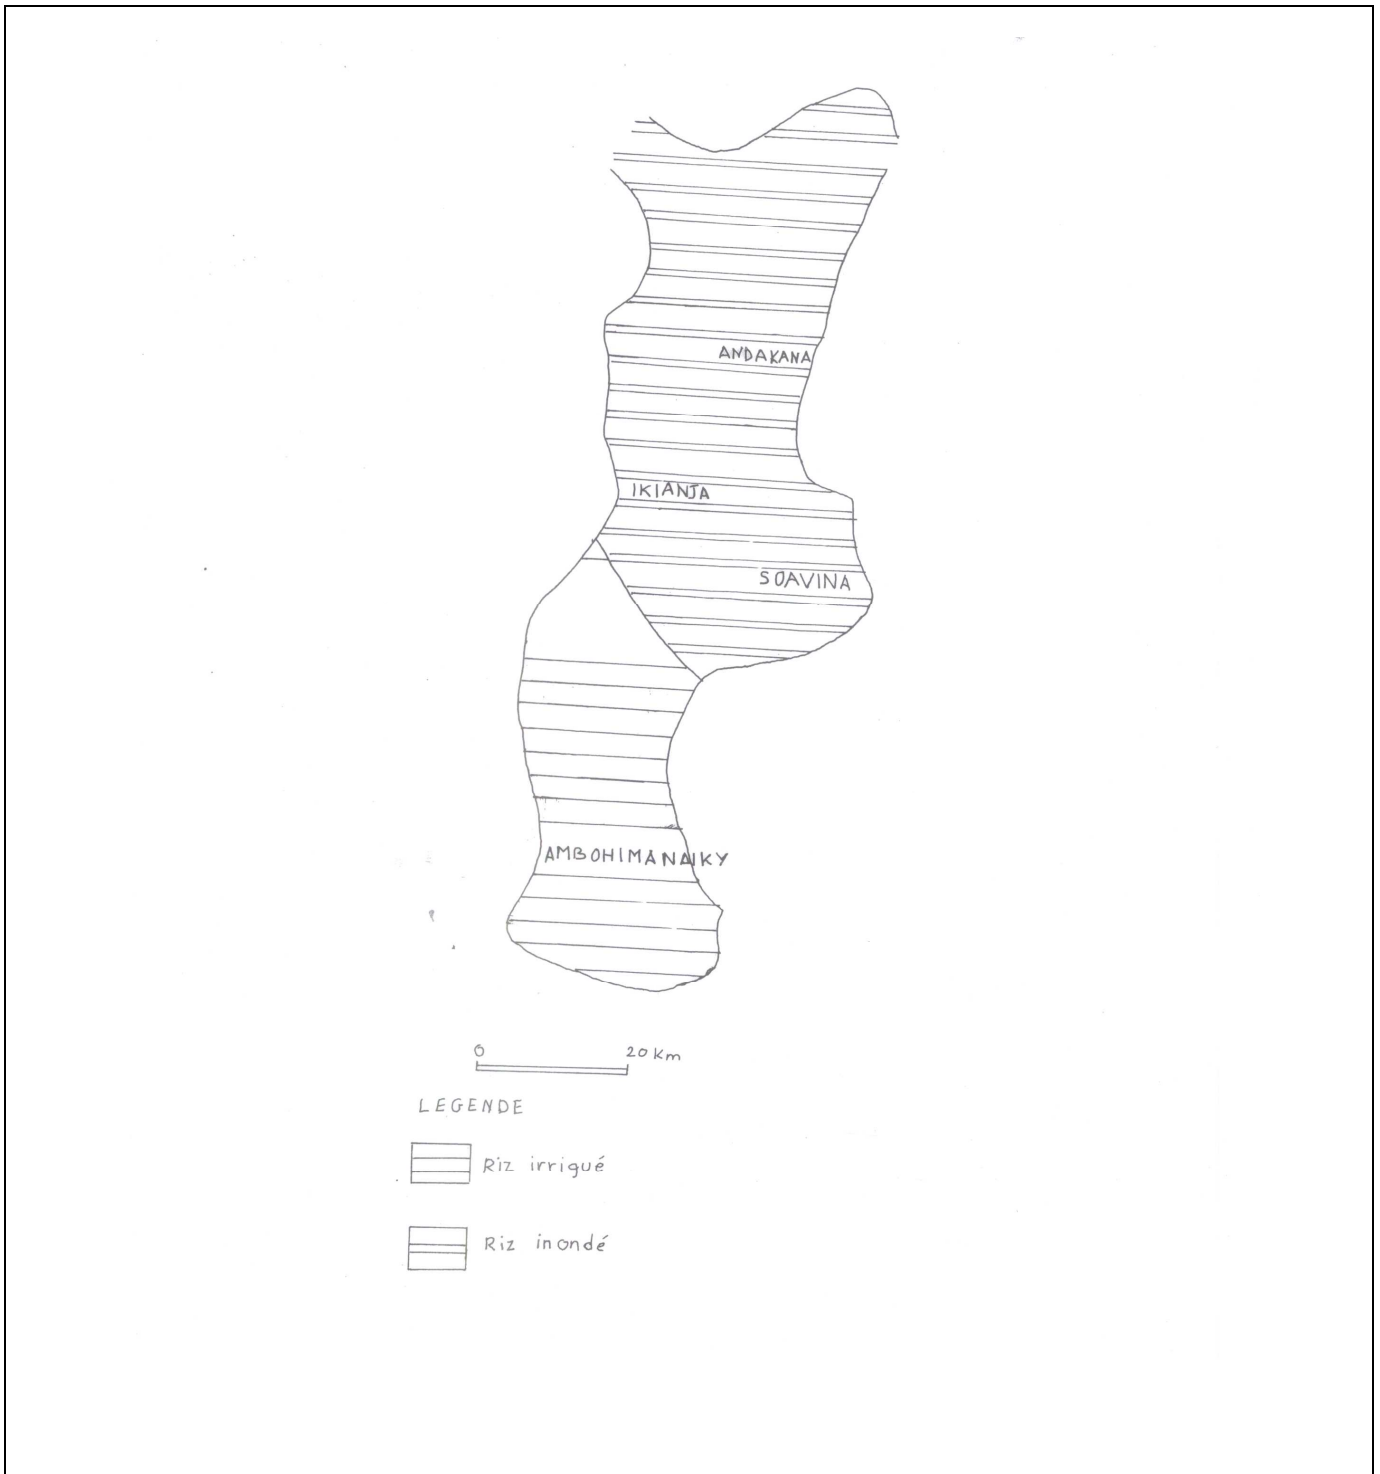 ANDAKANA
IKIANJA
SOAVINA
AMBOHIMANAIKY
0 20 Km
LEGENDE
Riz irrigué
Riz inondé